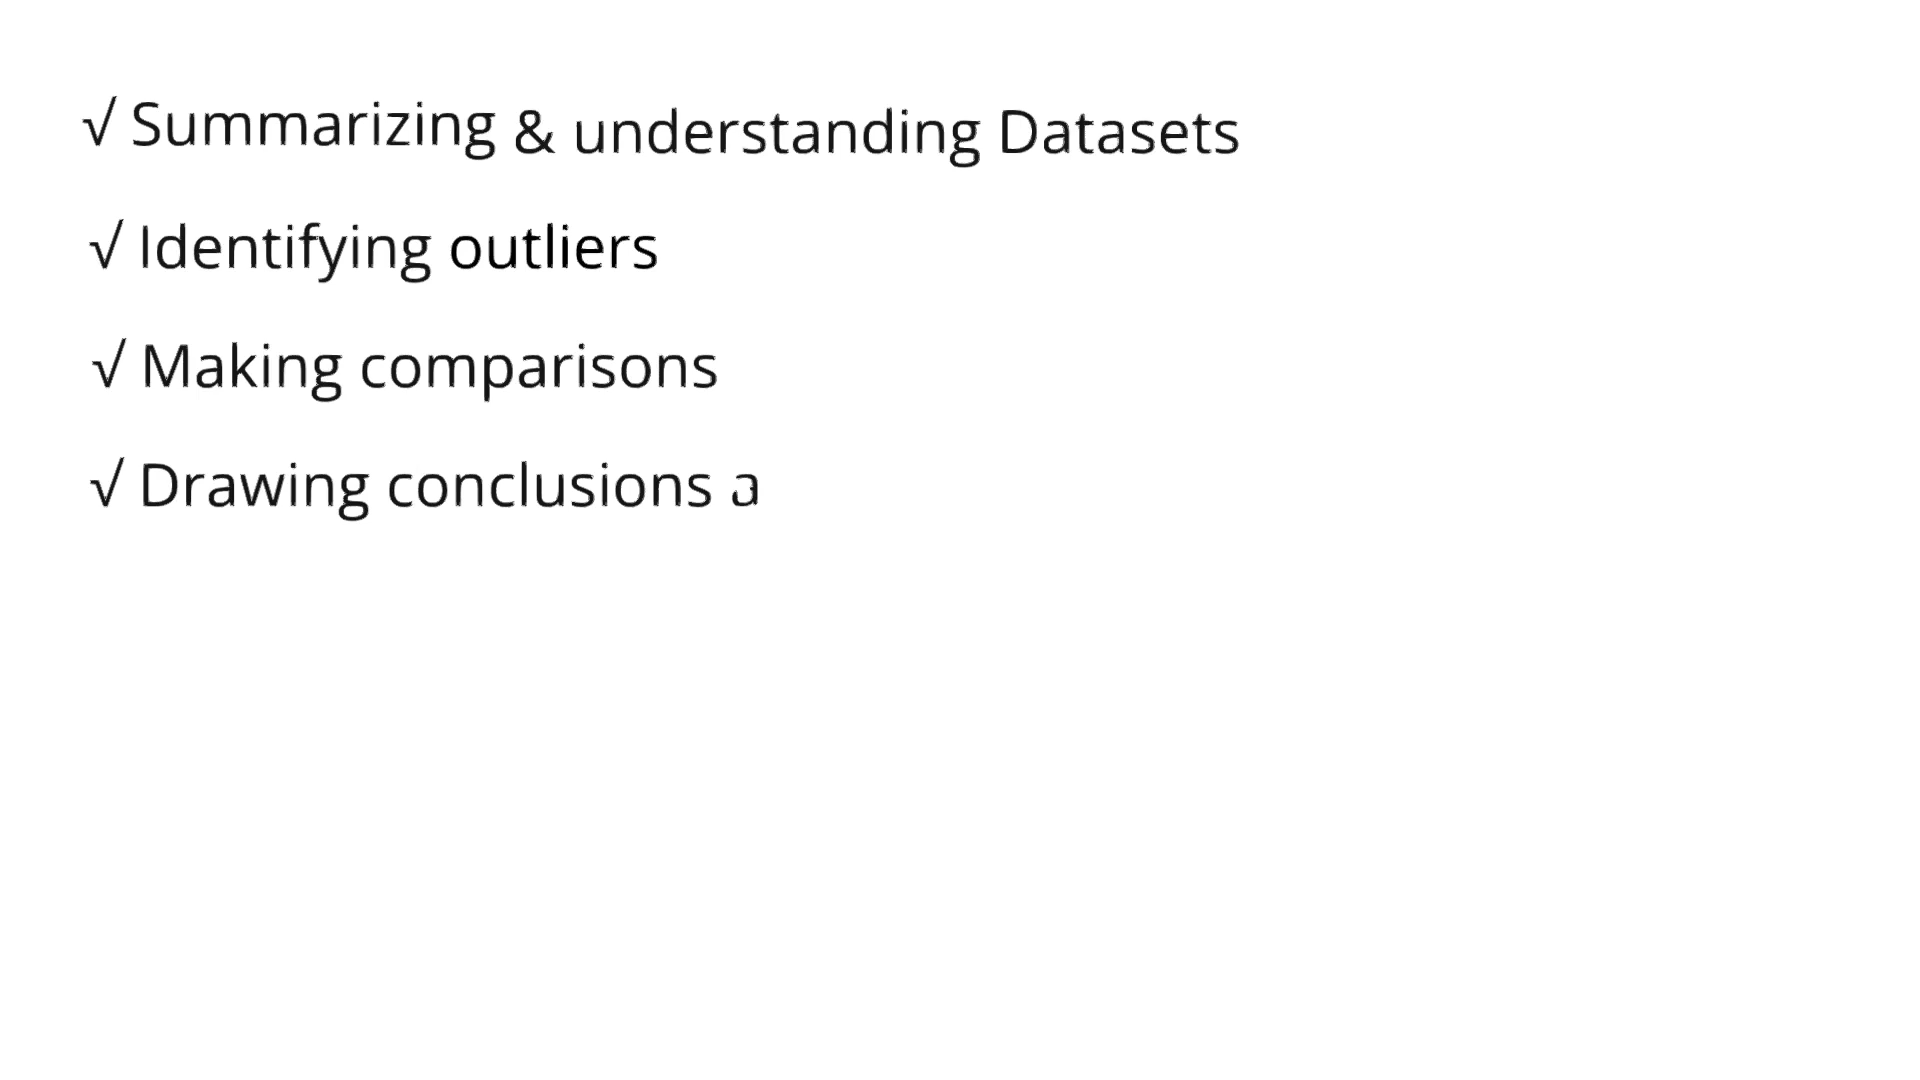 √ Summarizing & understanding Datasets
√ Identifying outliers
√ Making comparisons
√ Drawing conclusions a